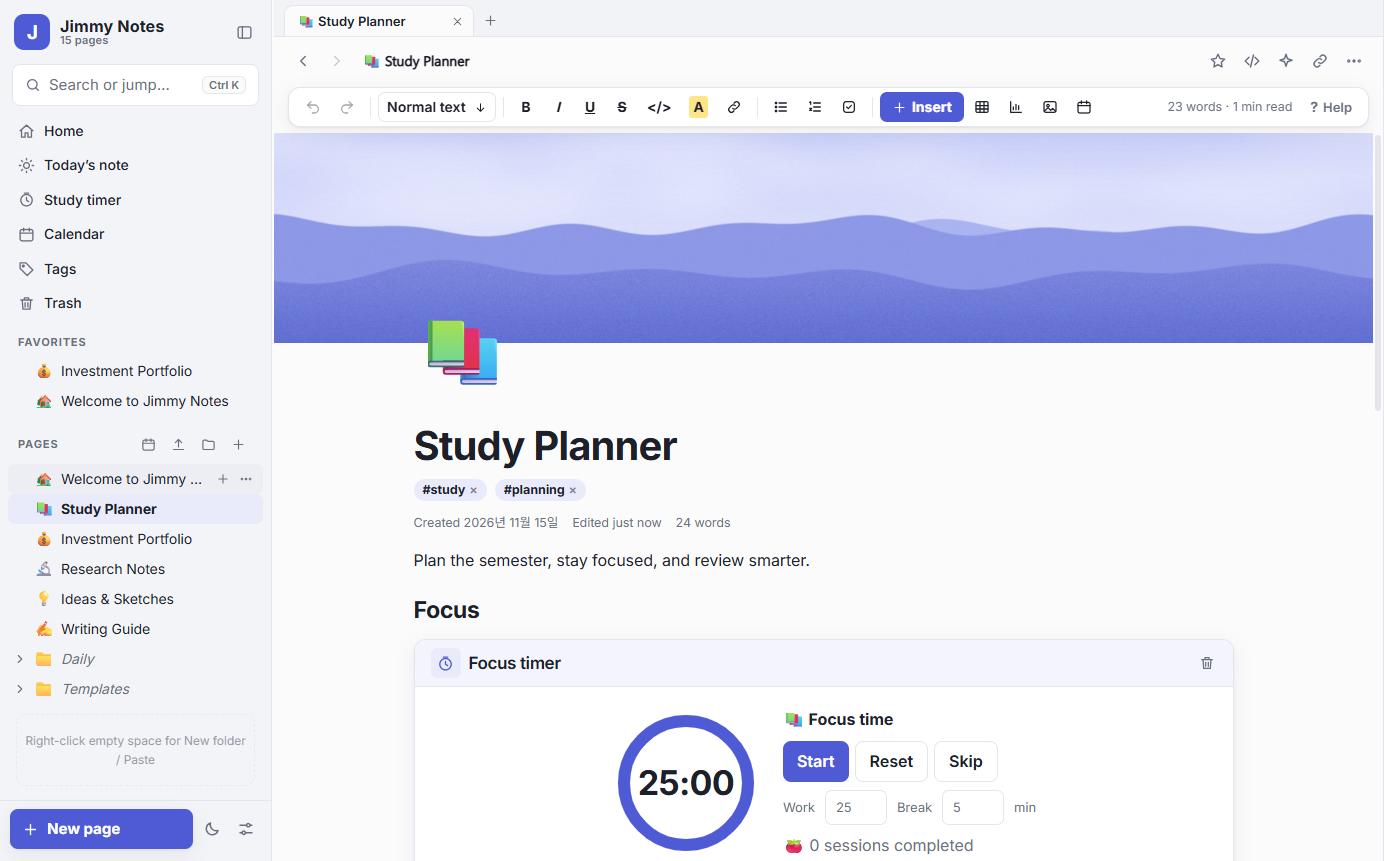 J
Jimmy Notes
15 pages
Search or jump...
Ctrl K
Home
Today's note
Study timer
Calendar
Tags
Trash
FAVORITES
Investment Portfolio
Welcome to Jimmy Notes
PAGES
Welcome to Jimmy ...
Study Planner
Investment Portfolio
Research Notes
Ideas & Sketches
Writing Guide
Daily
Templates
Right-click empty space for New folder
/ Paste
New page
Study Planner
Study Planner
Normal text
B I U S </> A
Insert
23 words · 1 min read
? Help
Study Planner
#study ×
#planning ×
Created 2026년 11월 15일 Edited just now 24 words
Plan the semester, stay focused, and review smarter.
Focus
Focus timer
25:00
Focus time
Start Reset Skip
Work 25 Break 5 min
0 sessions completed